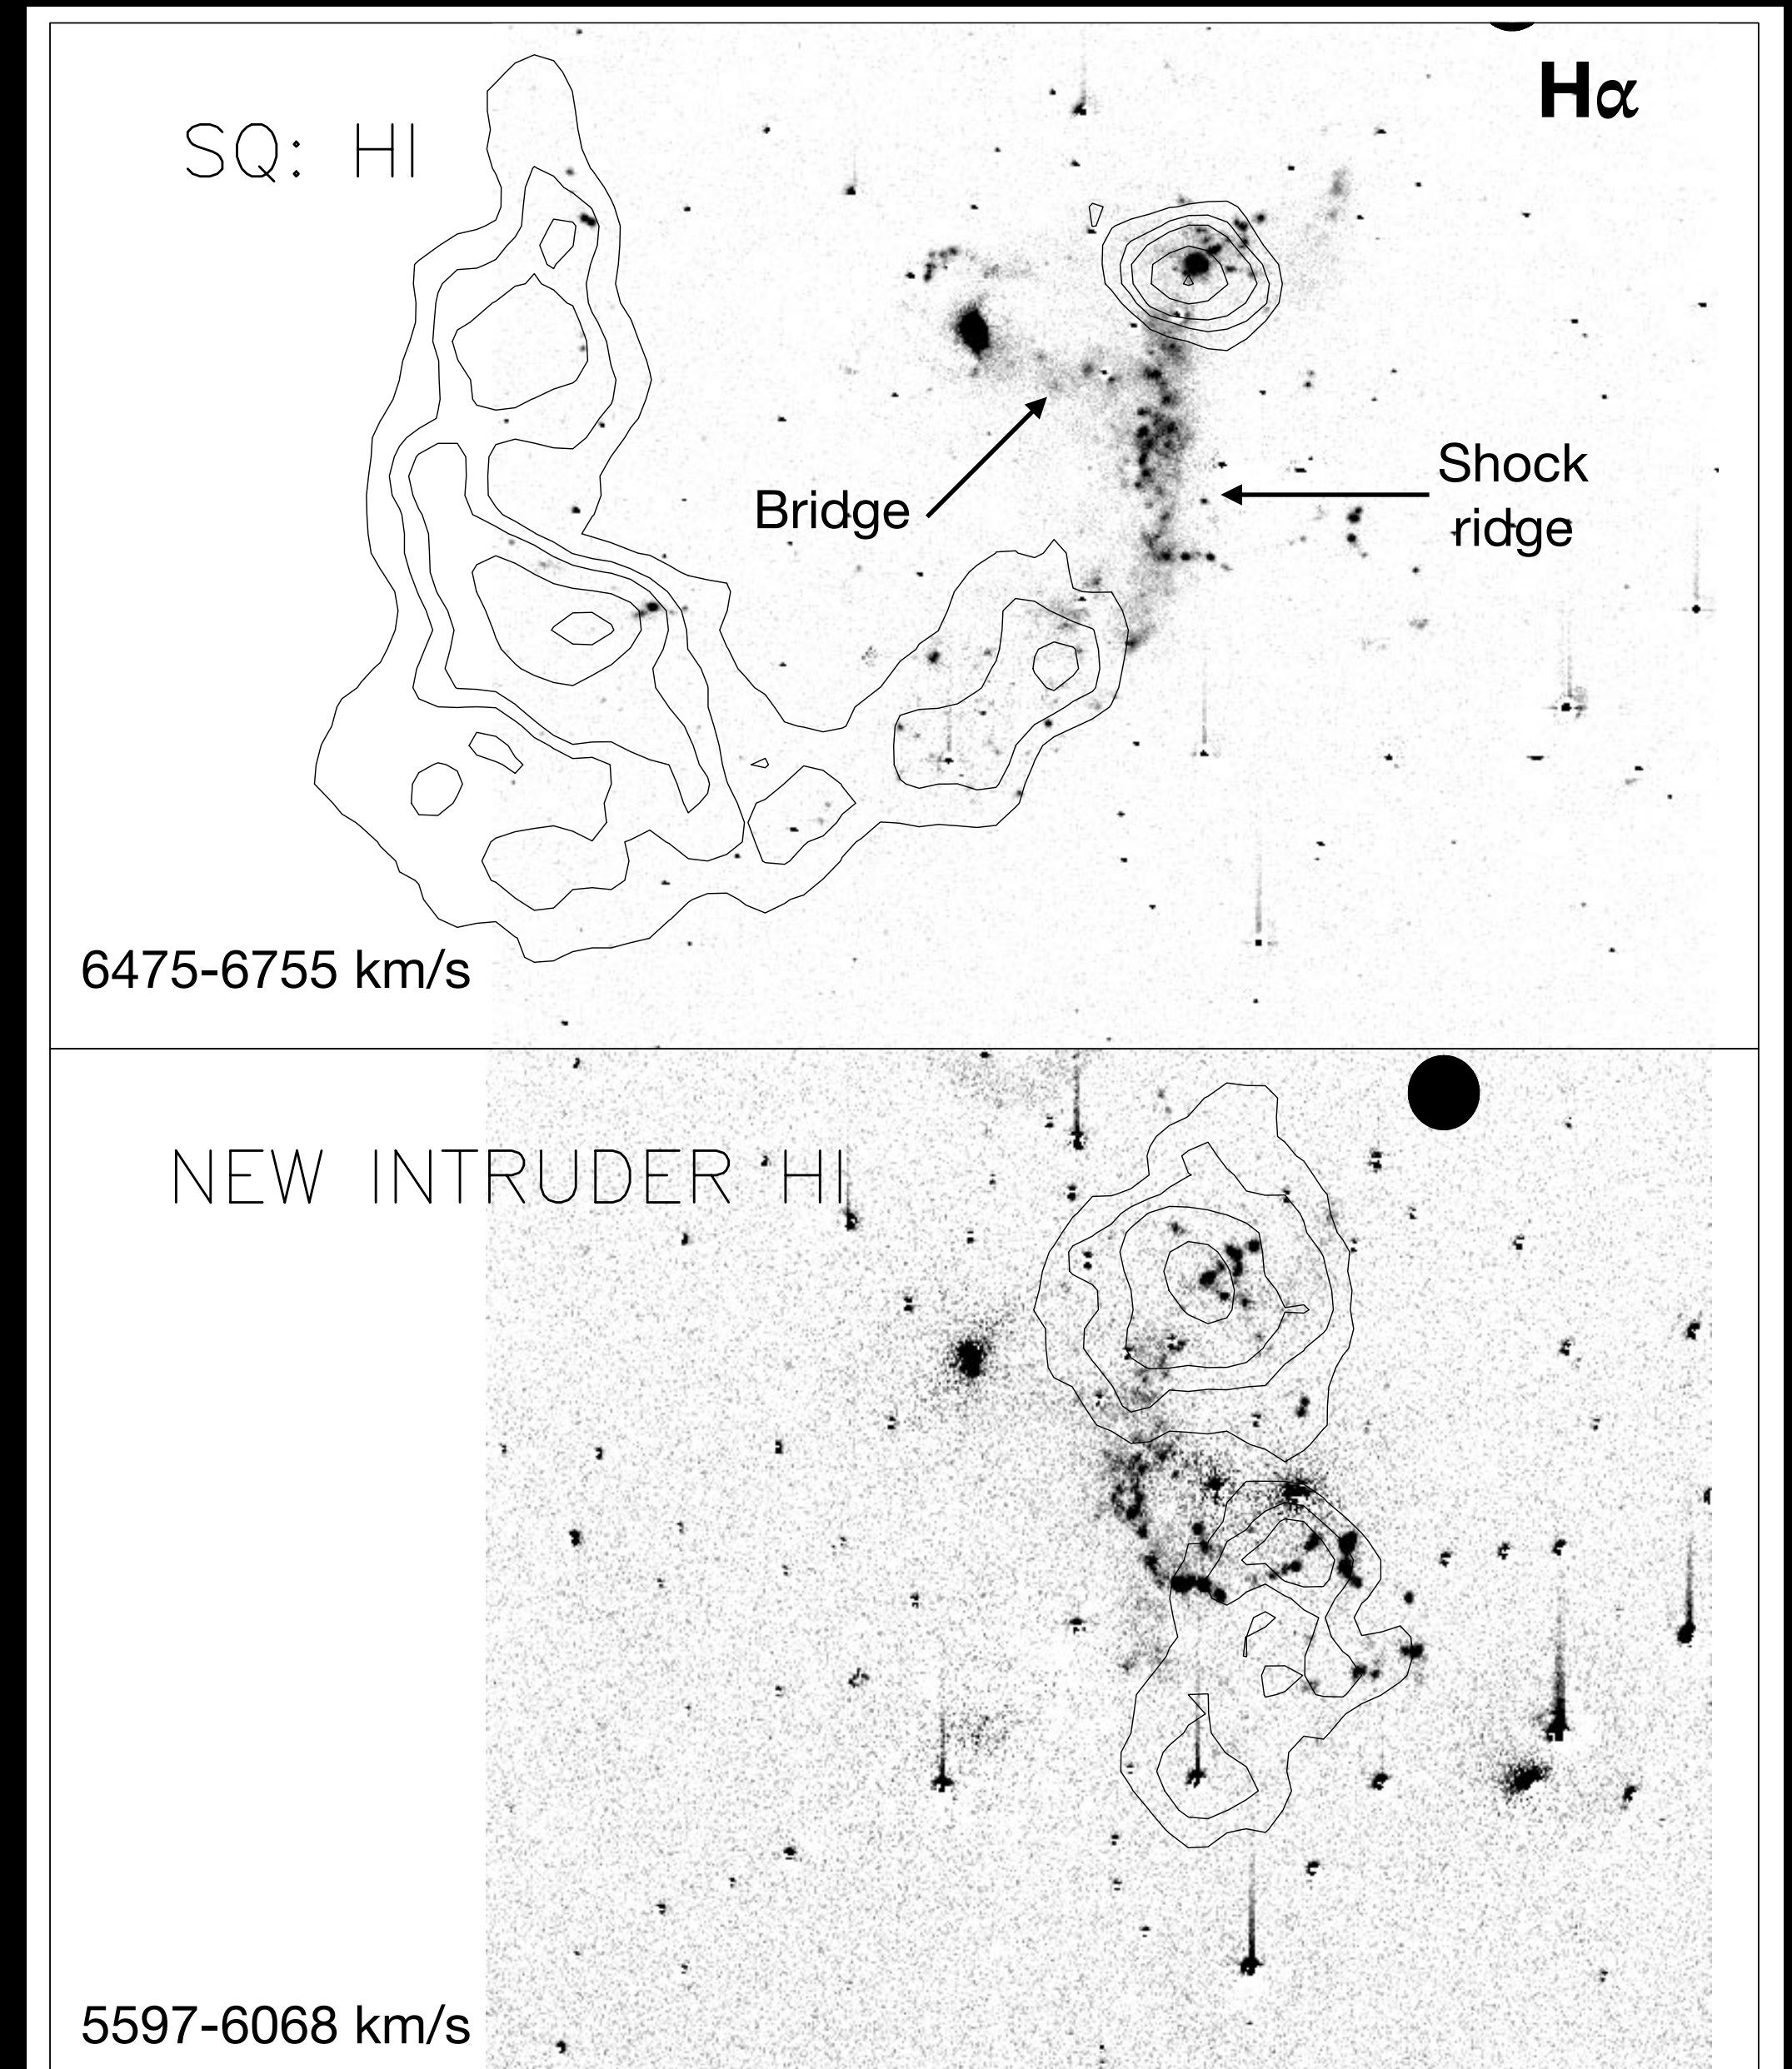 Hα
SQ: HI
Bridge
Shock
ridge
6475-6755 km/s
NEW INTRUDER HI
5597-6068 km/s